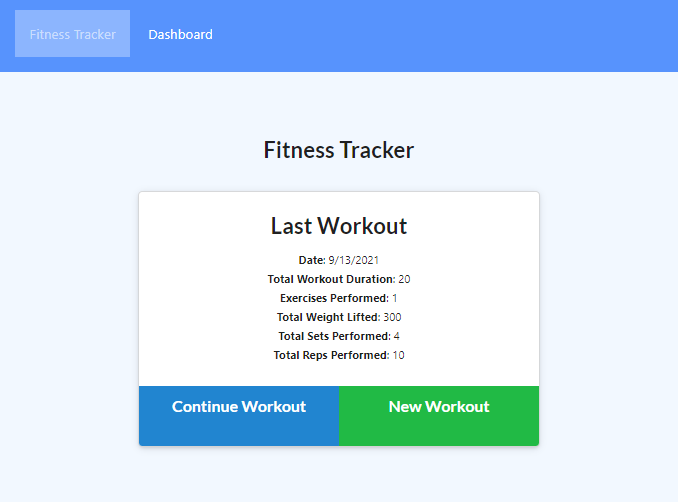 Fitness Tracker Dashboard
Fitness Tracker
Last Workout
Date: 9/13/2021
Total Workout Duration: 20
Exercises Performed: 1
Total Weight Lifted: 300
Total Sets Performed: 4
Total Reps Performed: 10
Continue Workout New Workout